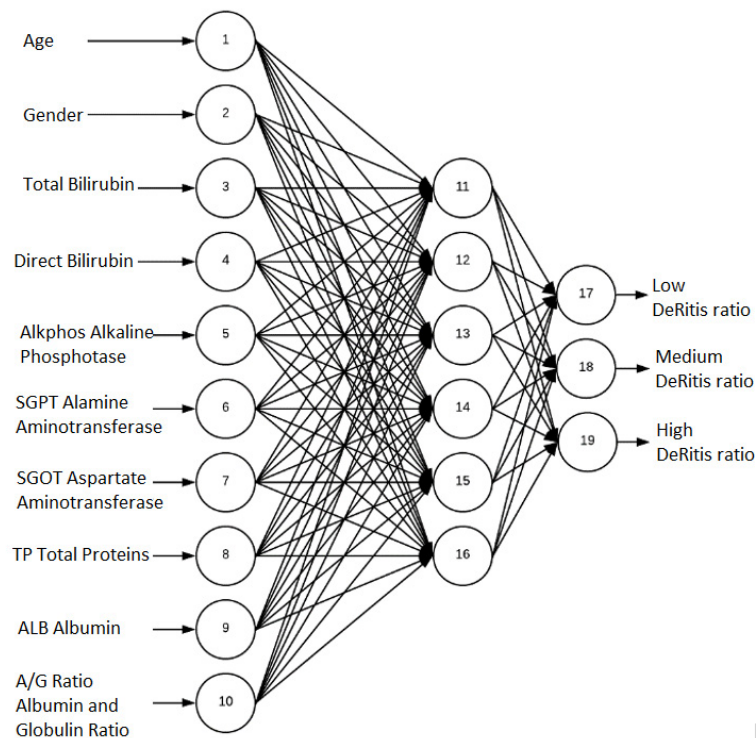 Age
1
Gender
2
Total Bilirubin
3
11
Direct Bilirubin
4
12
17
Low
DeRitis ratio
Alkphos Alkaline
Phosphotase
5
13
18
Medium
DeRitis ratio
SGPT Alamine
Aminotransferase
6
14
19
High
DeRitis ratio
SGOT Aspartate
Aminotransferase
7
15
TP Total Proteins
8
16
ALB Albumin
9
A/G Ratio
Albumin and
Globulin Ratio
10